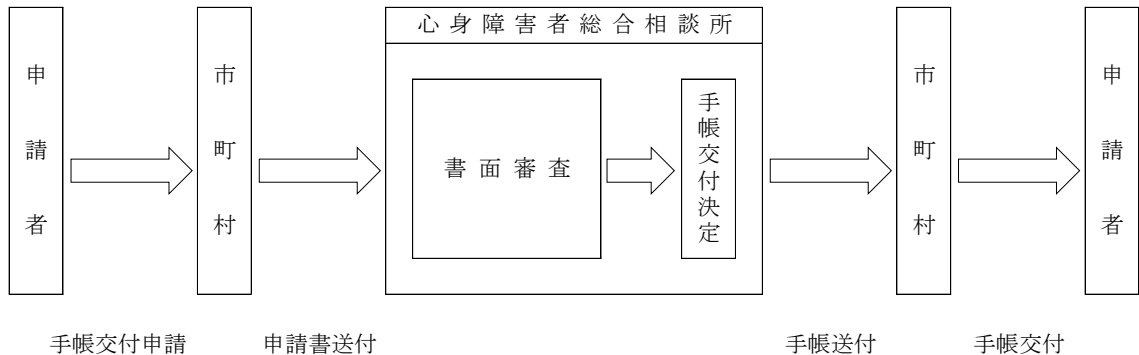 心身障害者総合相談所
申請者
市町村
書面審査
手帳交付決定
市町村
申請者
手帳交付申請
申請書送付
手帳送付
手帳交付